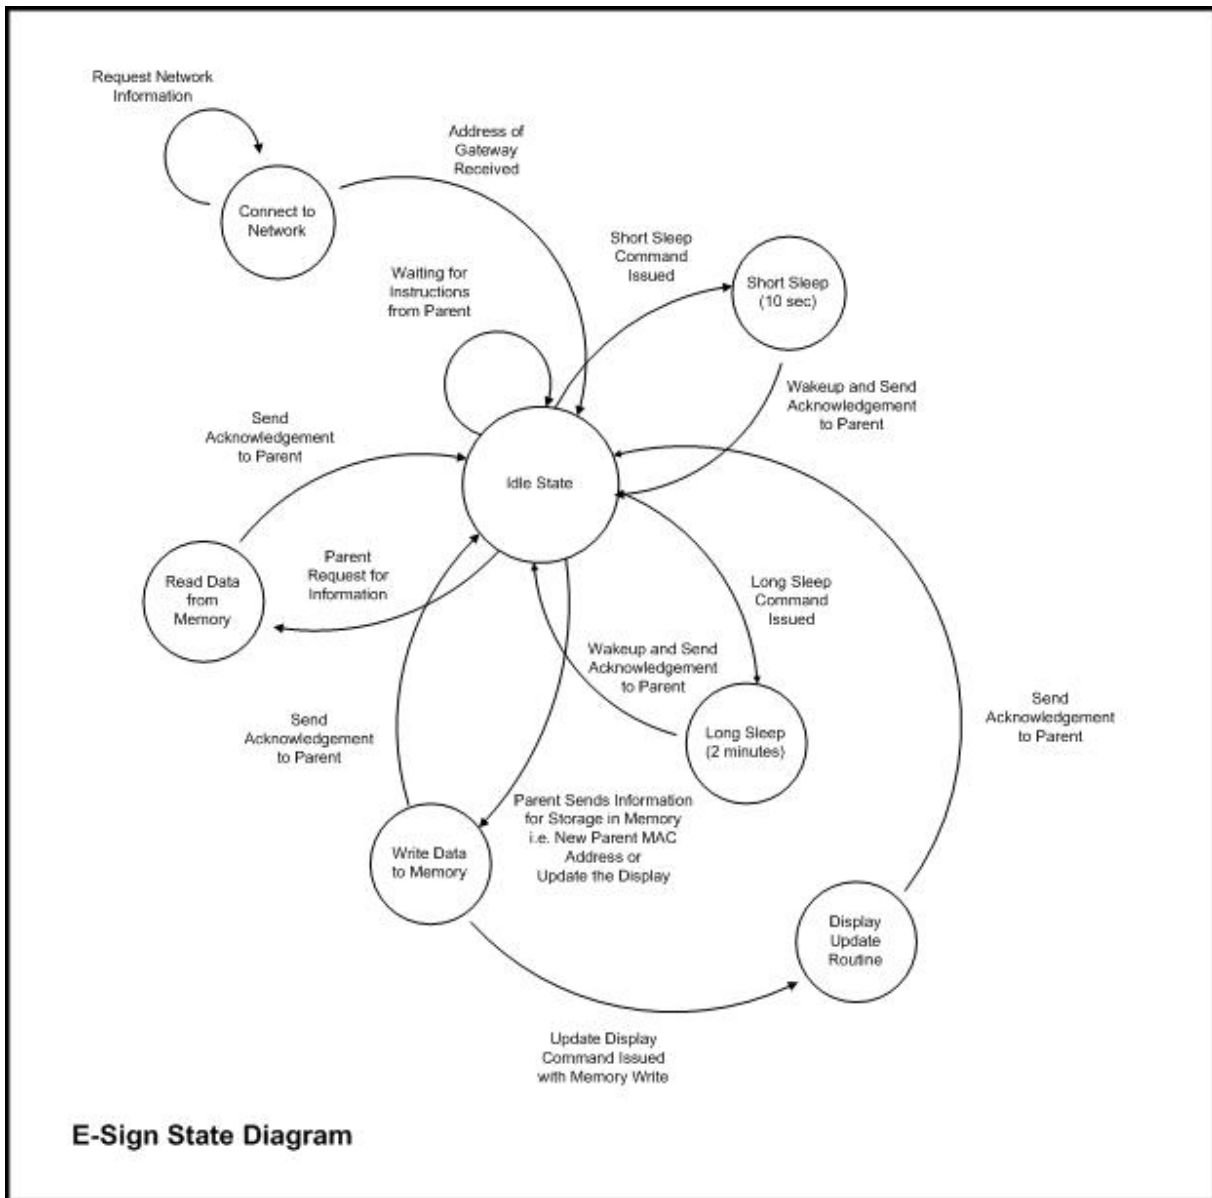 Request Network
Information
Address of
Gateway
Received
Connect to
Network
Short Sleep
Command
Issued
Waiting for
Instructions
from Parent
Short Sleep
(10 sec)
Wakeup and Send
Acknowledgement
to Parent
Send
Acknowledgement
to Parent
Idle State
Parent
Request for
Information
Read Data
from
Memory
Long Sleep
Command
Issued
Wakeup and Send
Acknowledgement
to Parent
Send
Acknowledgement
to Parent
Send
Acknowledgement
to Parent
Long Sleep
(2 minutes)
Parent Sends Information
for Storage in Memory
i.e. New Parent MAC
Address or
Update the Display
Write Data
to Memory
Display
Update
Routine
Update Display
Command Issued
with Memory Write
E-Sign State Diagram